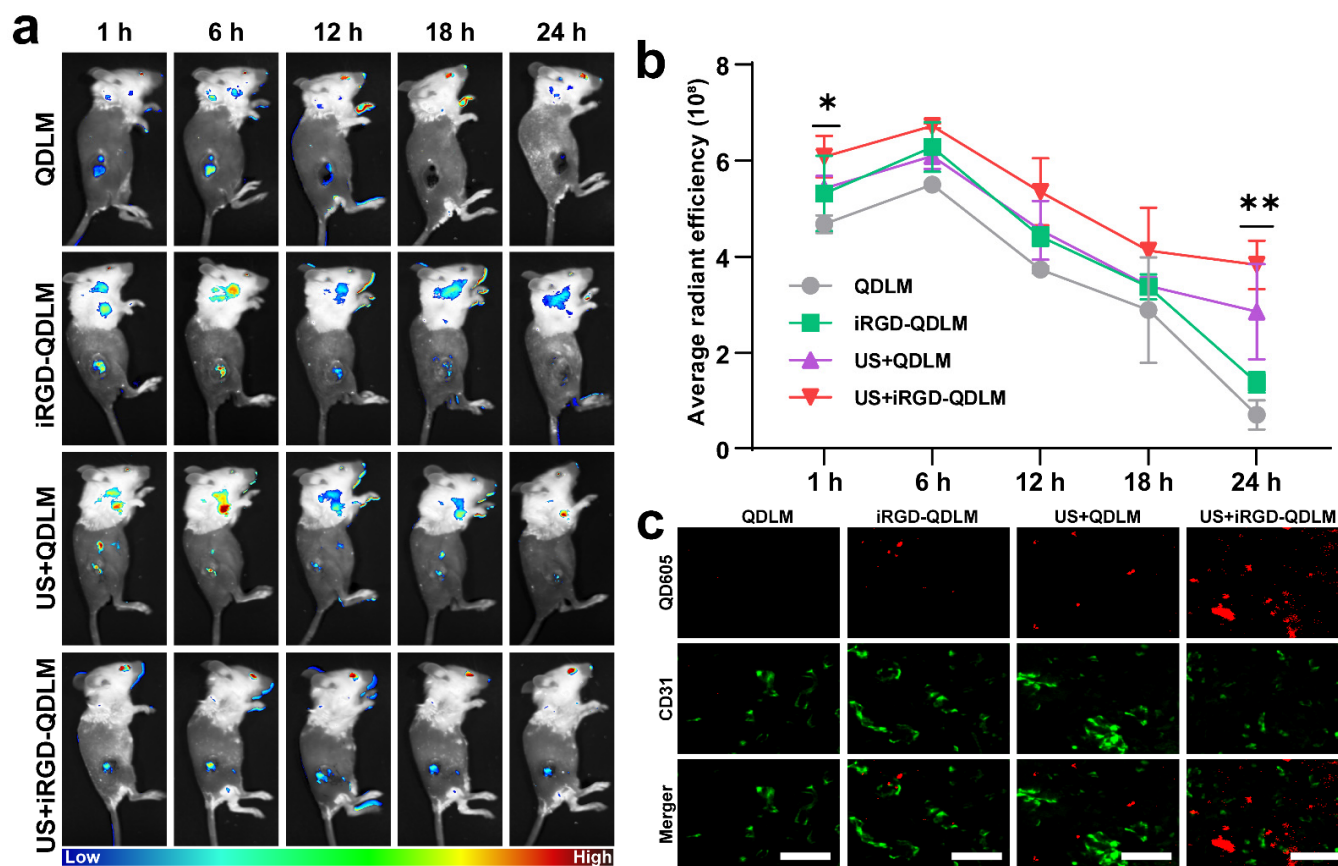 a
1 h 6 h 12 h 18 h 24 h
QDLM
iRGD-QDLM
US+QDLM
US+iRGD-QDLM
Low High
b
Average radiant efficiency (10⁸)
8
6
4
2
0
* **
QDLM
iRGD-QDLM
US+QDLM
US+iRGD-QDLM
1 h 6 h 12 h 18 h 24 h
c
QDLM iRGD-QDLM US+QDLM US+iRGD-QDLM
QD605
CD31
Merger